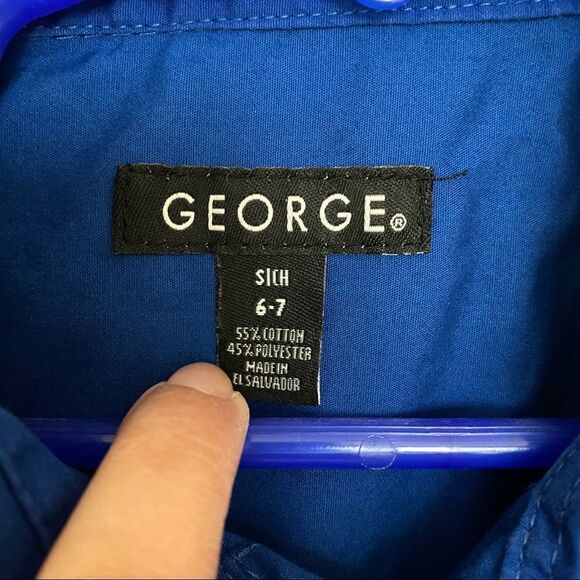 GEORGE®
S|CH
6-7
55% COTTON
45% POLYESTER
MADE IN
EL SALVADOR